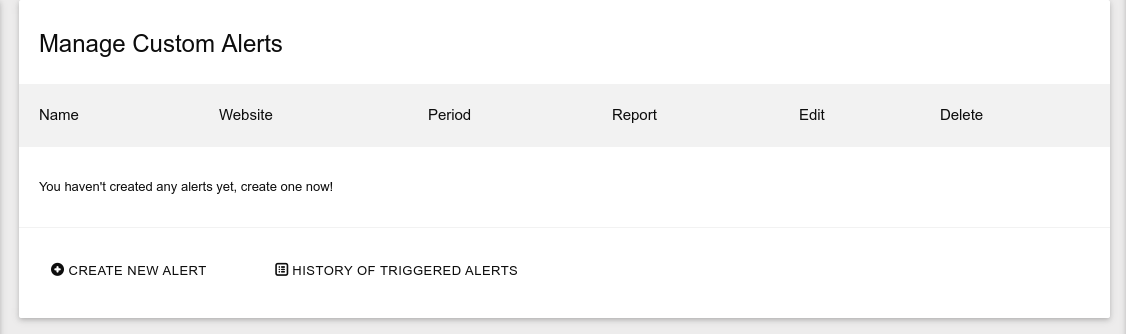 Manage Custom Alerts
Name Website Period Report Edit Delete
You haven't created any alerts yet, create one now!
CREATE NEW ALERT HISTORY OF TRIGGERED ALERTS